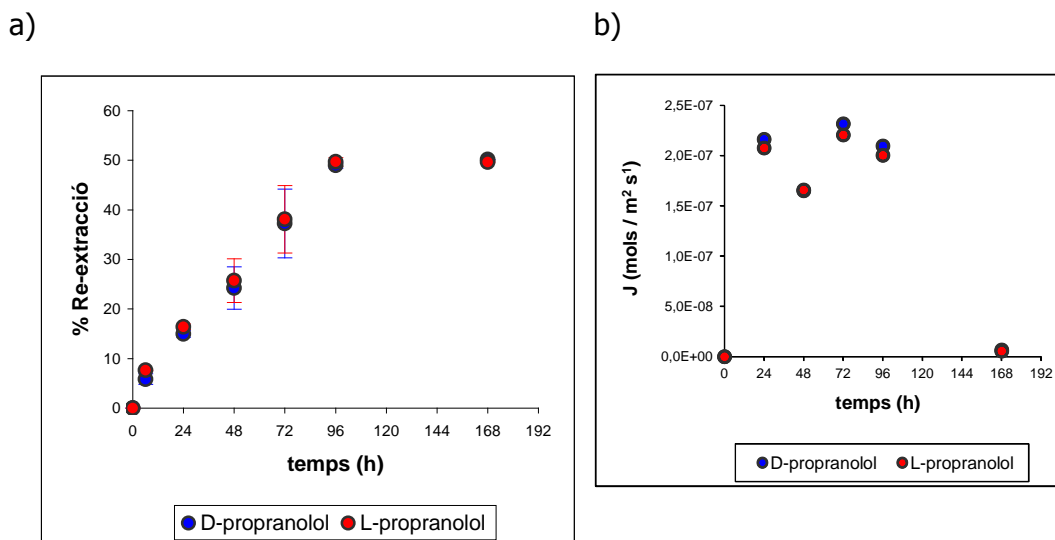 a)
% Re-extracció
60
50
40
30
20
10
0
0 24 48 72 96 120 144 168 192
temps (h)
D-propranolol L-propranolol
b)
J (mols / m² s¹)
2,5E-07
2,0E-07
1,5E-07
1,0E-07
5,0E-08
0,0E+00
0 24 48 72 96 120 144 168 192
temps (h)
D-propranolol L-propranolol